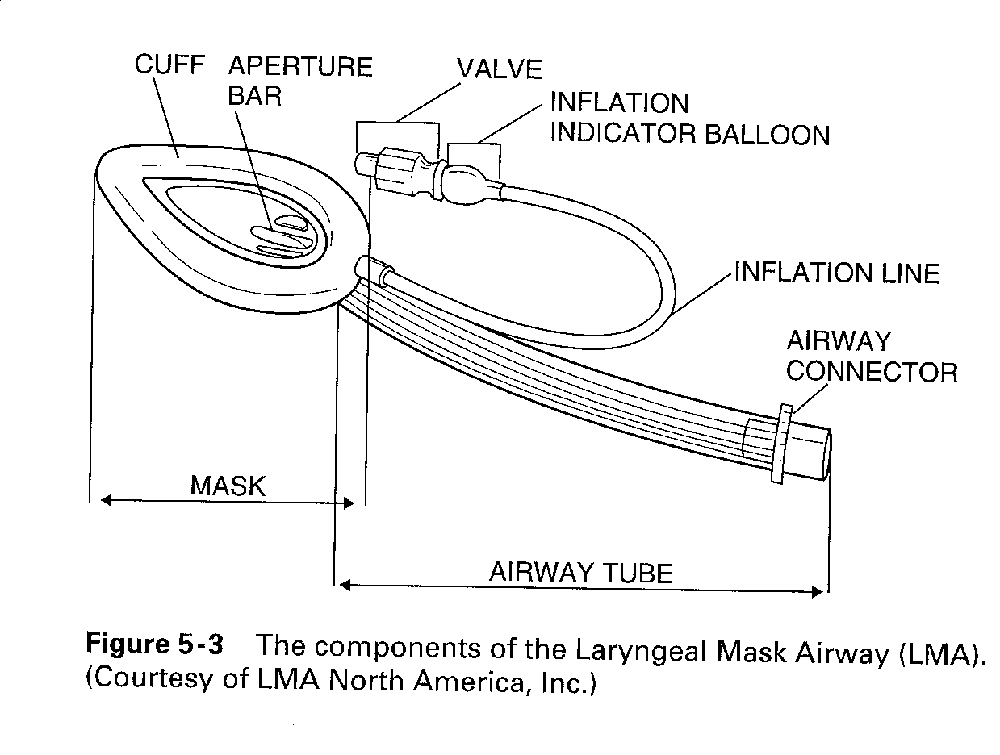 CUFF
APERTURE
BAR
VALVE
INFLATION
INDICATOR BALLOON
INFLATION LINE
AIRWAY
CONNECTOR
MASK
AIRWAY TUBE
Figure 5-3 The components of the Laryngeal Mask Airway (LMA).
(Courtesy of LMA North America, Inc.)